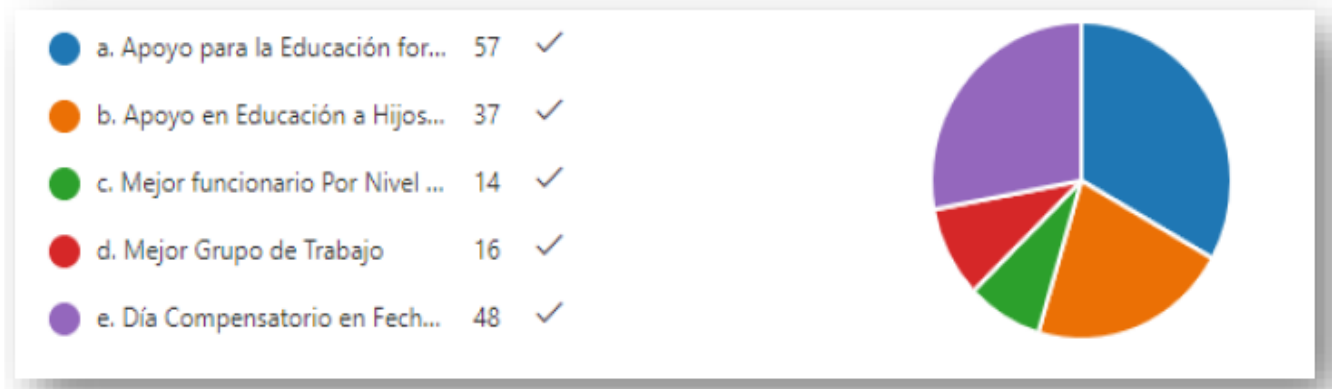 a. Apoyo para la Educación for... 57
b. Apoyo en Educación a Hijos... 37
c. Mejor funcionario Por Nivel ... 14
d. Mejor Grupo de Trabajo 16
e. Día Compensatorio en Fech... 48